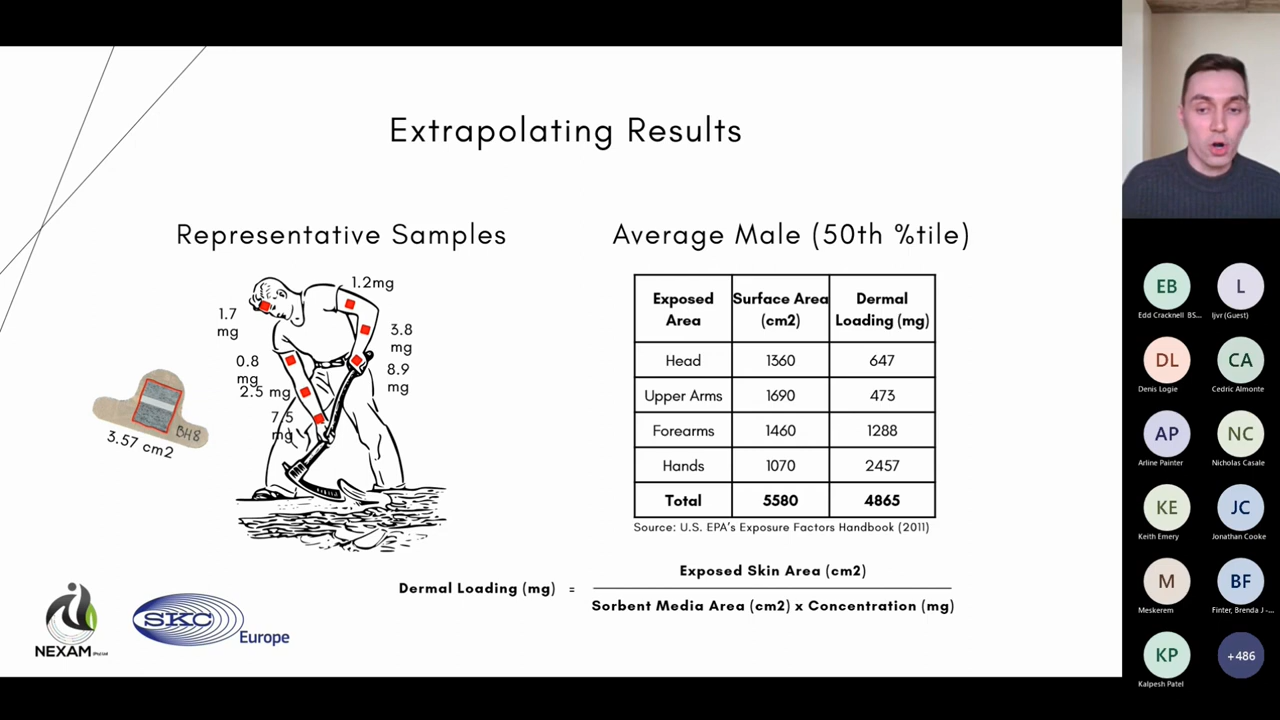 Extrapolating Results
Representative Samples
1.2mg
1.7
mg
3.8
mg
0.8
mg
8.9
mg
2.5 mg
7.5
mg
BH8
3.57 cm2
Average Male (50th %tile)
Exposed Area Surface Area (cm2) Dermal Loading (mg)
Head 1360 647
Upper Arms 1690 473
Forearms 1460 1288
Hands 1070 2457
Total 5580 4865
Source: U.S. EPA's Exposure Factors Handbook (2011)
Dermal Loading (mg) =
Exposed Skin Area (cm2)
Sorbent Media Area (cm2) x Concentration (mg)
NEXAM
SKC
Europe
EB L
Edd Cracknell BS... ljvr (Guest)
DL CA
Denis Logie Cedric Almonte
AP NC
Arline Painter Nicholas Casale
KE JC
Keith Emery Jonathan Cooke
M BF
Meskerem Finter, Brenda J -...
KP +486
Kalpesh Patel